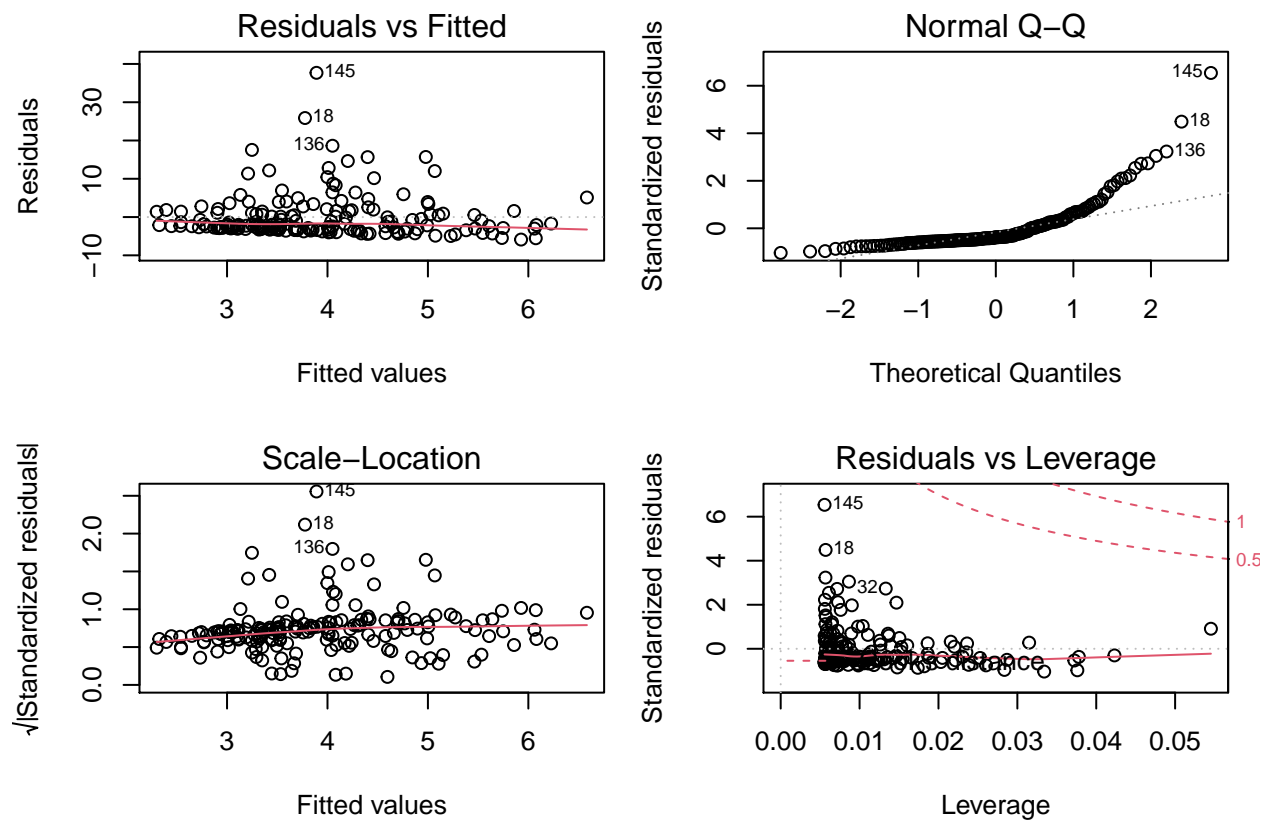 Residuals vs Fitted
Residuals
30
10
−10
145
18
136
3 4 5 6
Fitted values
Normal Q−Q
Standardized residuals
6
4
2
0
145
18
136
−2 −1 0 1 2
Theoretical Quantiles
Scale−Location
√|Standardized residuals|
2.0
1.0
0.0
145
18
136
3 4 5 6
Fitted values
Residuals vs Leverage
Standardized residuals
6
4
2
0
145
18
32
1
0.5
0.00 0.01 0.02 0.03 0.04 0.05
Leverage